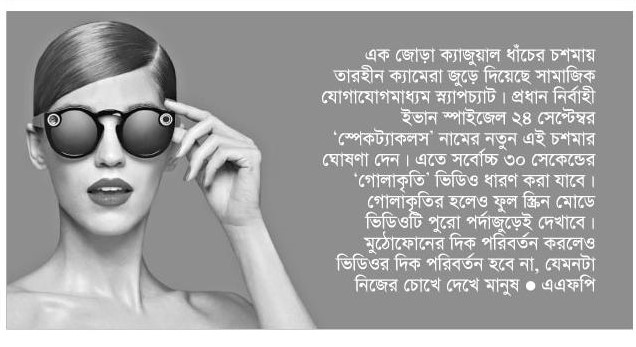 এক জোড়া ক্যাজুয়াল ধাঁচের চশমায়
তারহীন ক্যামেরা জুড়ে দিয়েছে সামাজিক
যোগাযোগমাধ্যম স্ন্যাপচ্যাট। প্রধান নির্বাহী
ইভান স্পাইজেল ২৪ সেপ্টেম্বর
‘স্পেকট্যাকলস’ নামের নতুন এই চশমার
ঘোষণা দেন। এতে সর্বোচ্চ ৩০ সেকেন্ডের
‘গোলাকৃতি’ ভিডিও ধারণ করা যাবে।
গোলাকৃতির হলেও ফুল স্ক্রিন মোডে
ভিডিওটি পুরো পর্দাজুড়েই দেখাবে।
মুঠোফোনের দিক পরিবর্তন করলেও
ভিডিওর দিক পরিবর্তন হবে না, যেমনটা
নিজের চোখে দেখে মানুষ ● এএফপি